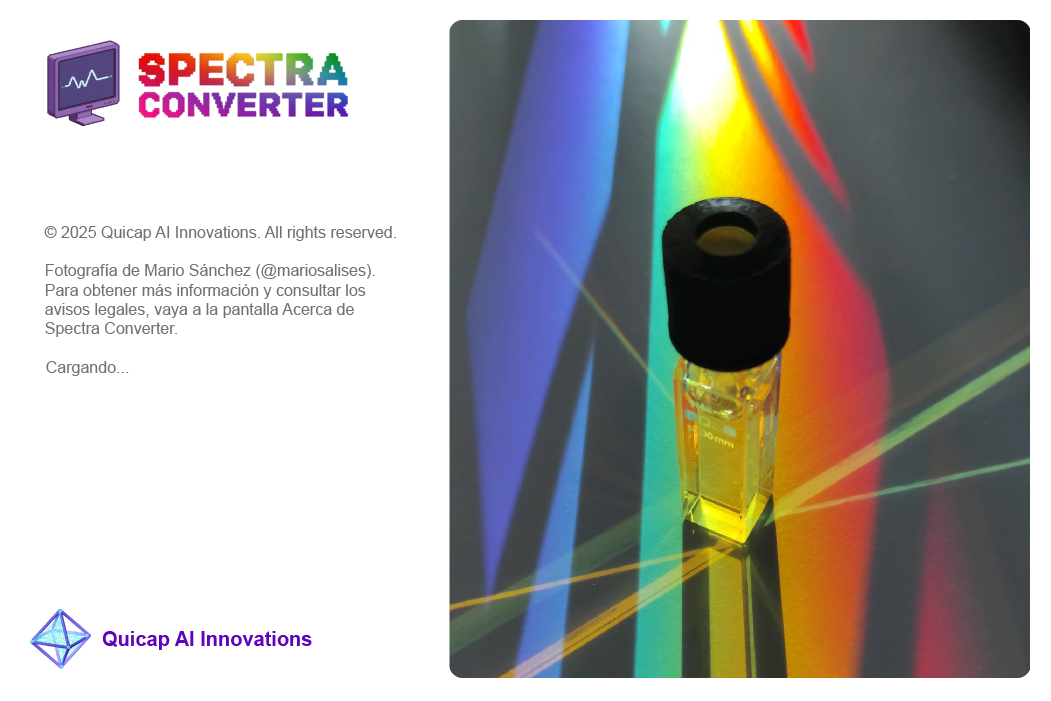 SPECTRA
CONVERTER
© 2025 Quicap AI Innovations. All rights reserved.
Fotografía de Mario Sánchez (@mariosalises).
Para obtener más información y consultar los
avisos legales, vaya a la pantalla Acerca de
Spectra Converter.
Cargando...
Quicap AI Innovations